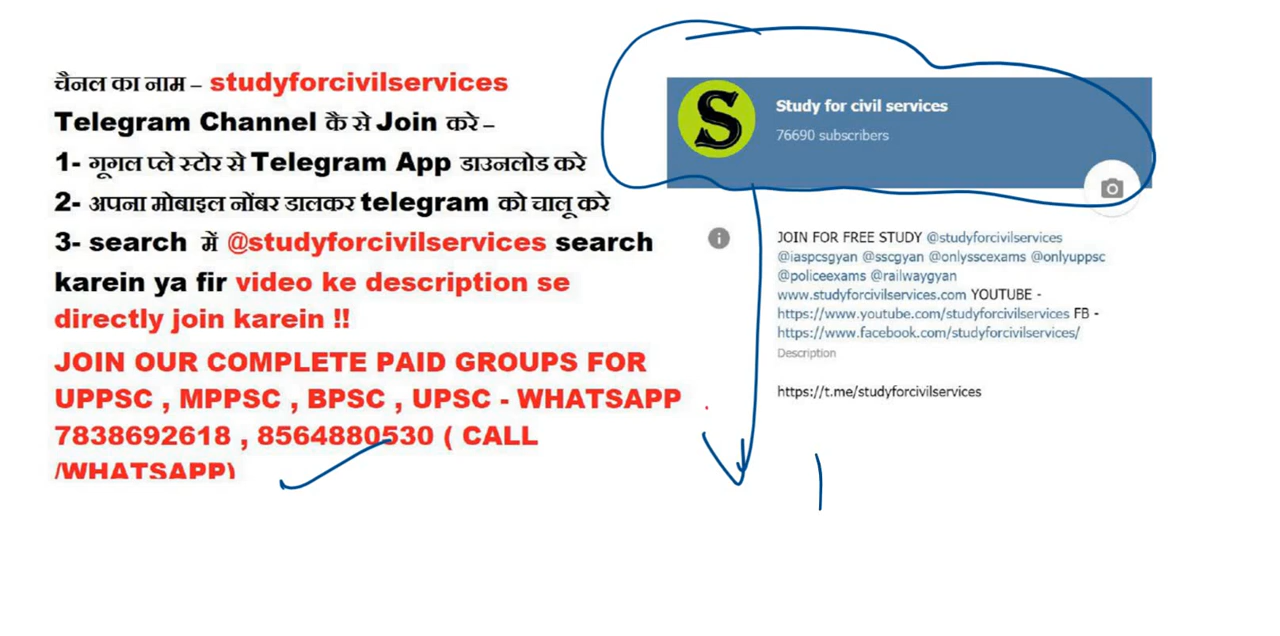 चैनल का नाम – studyforcivilservices
Telegram Channel कैसे Join करे –
1- गूगल प्ले स्टोर से Telegram App डाउनलोड करे
2- अपना मोबाइल नोंबर डालकर telegram को चालू करे
3- search में @studyforcivilservices search
karein ya fir video ke description se
directly join karein !!
JOIN OUR COMPLETE PAID GROUPS FOR
UPPSC , MPPSC , BPSC , UPSC - WHATSAPP
7838692618 , 8564880530 ( CALL
/WHATSAPP)
S
Study for civil services
76690 subscribers
JOIN FOR FREE STUDY @studyforcivilservices
@iaspcsgyan @sscgyan @onlysscexams @onlyuppsc
@policeexams @railwaygyan
www.studyforcivilservices.com YOUTUBE -
https://www.youtube.com/studyforcivilservices FB -
https://www.facebook.com/studyforcivilservices/
Description
https://t.me/studyforcivilservices